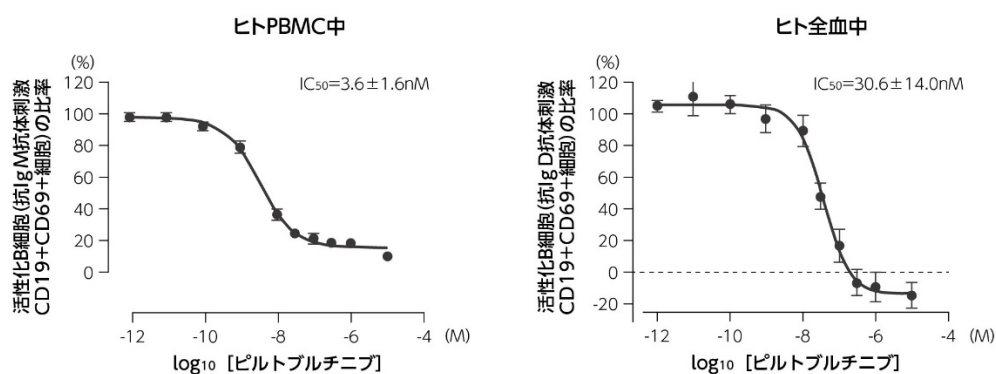 ヒトPBMC中
(%)
活性化B細胞(抗IgM抗体刺激
CD19+CD69+細胞)の比率
120
100
80
60
40
20
0
IC50=3.6±1.6nM
-12
-10
-8
-6
-4
(M)
log10 [ピルトブルチニブ]
ヒト全血中
(%)
活性化B細胞(抗IgD抗体刺激
CD19+CD69+細胞)の比率
120
100
80
60
40
20
0
-20
IC50=30.6±14.0nM
-12
-10
-8
-6
-4
(M)
log10 [ピルトブルチニブ]